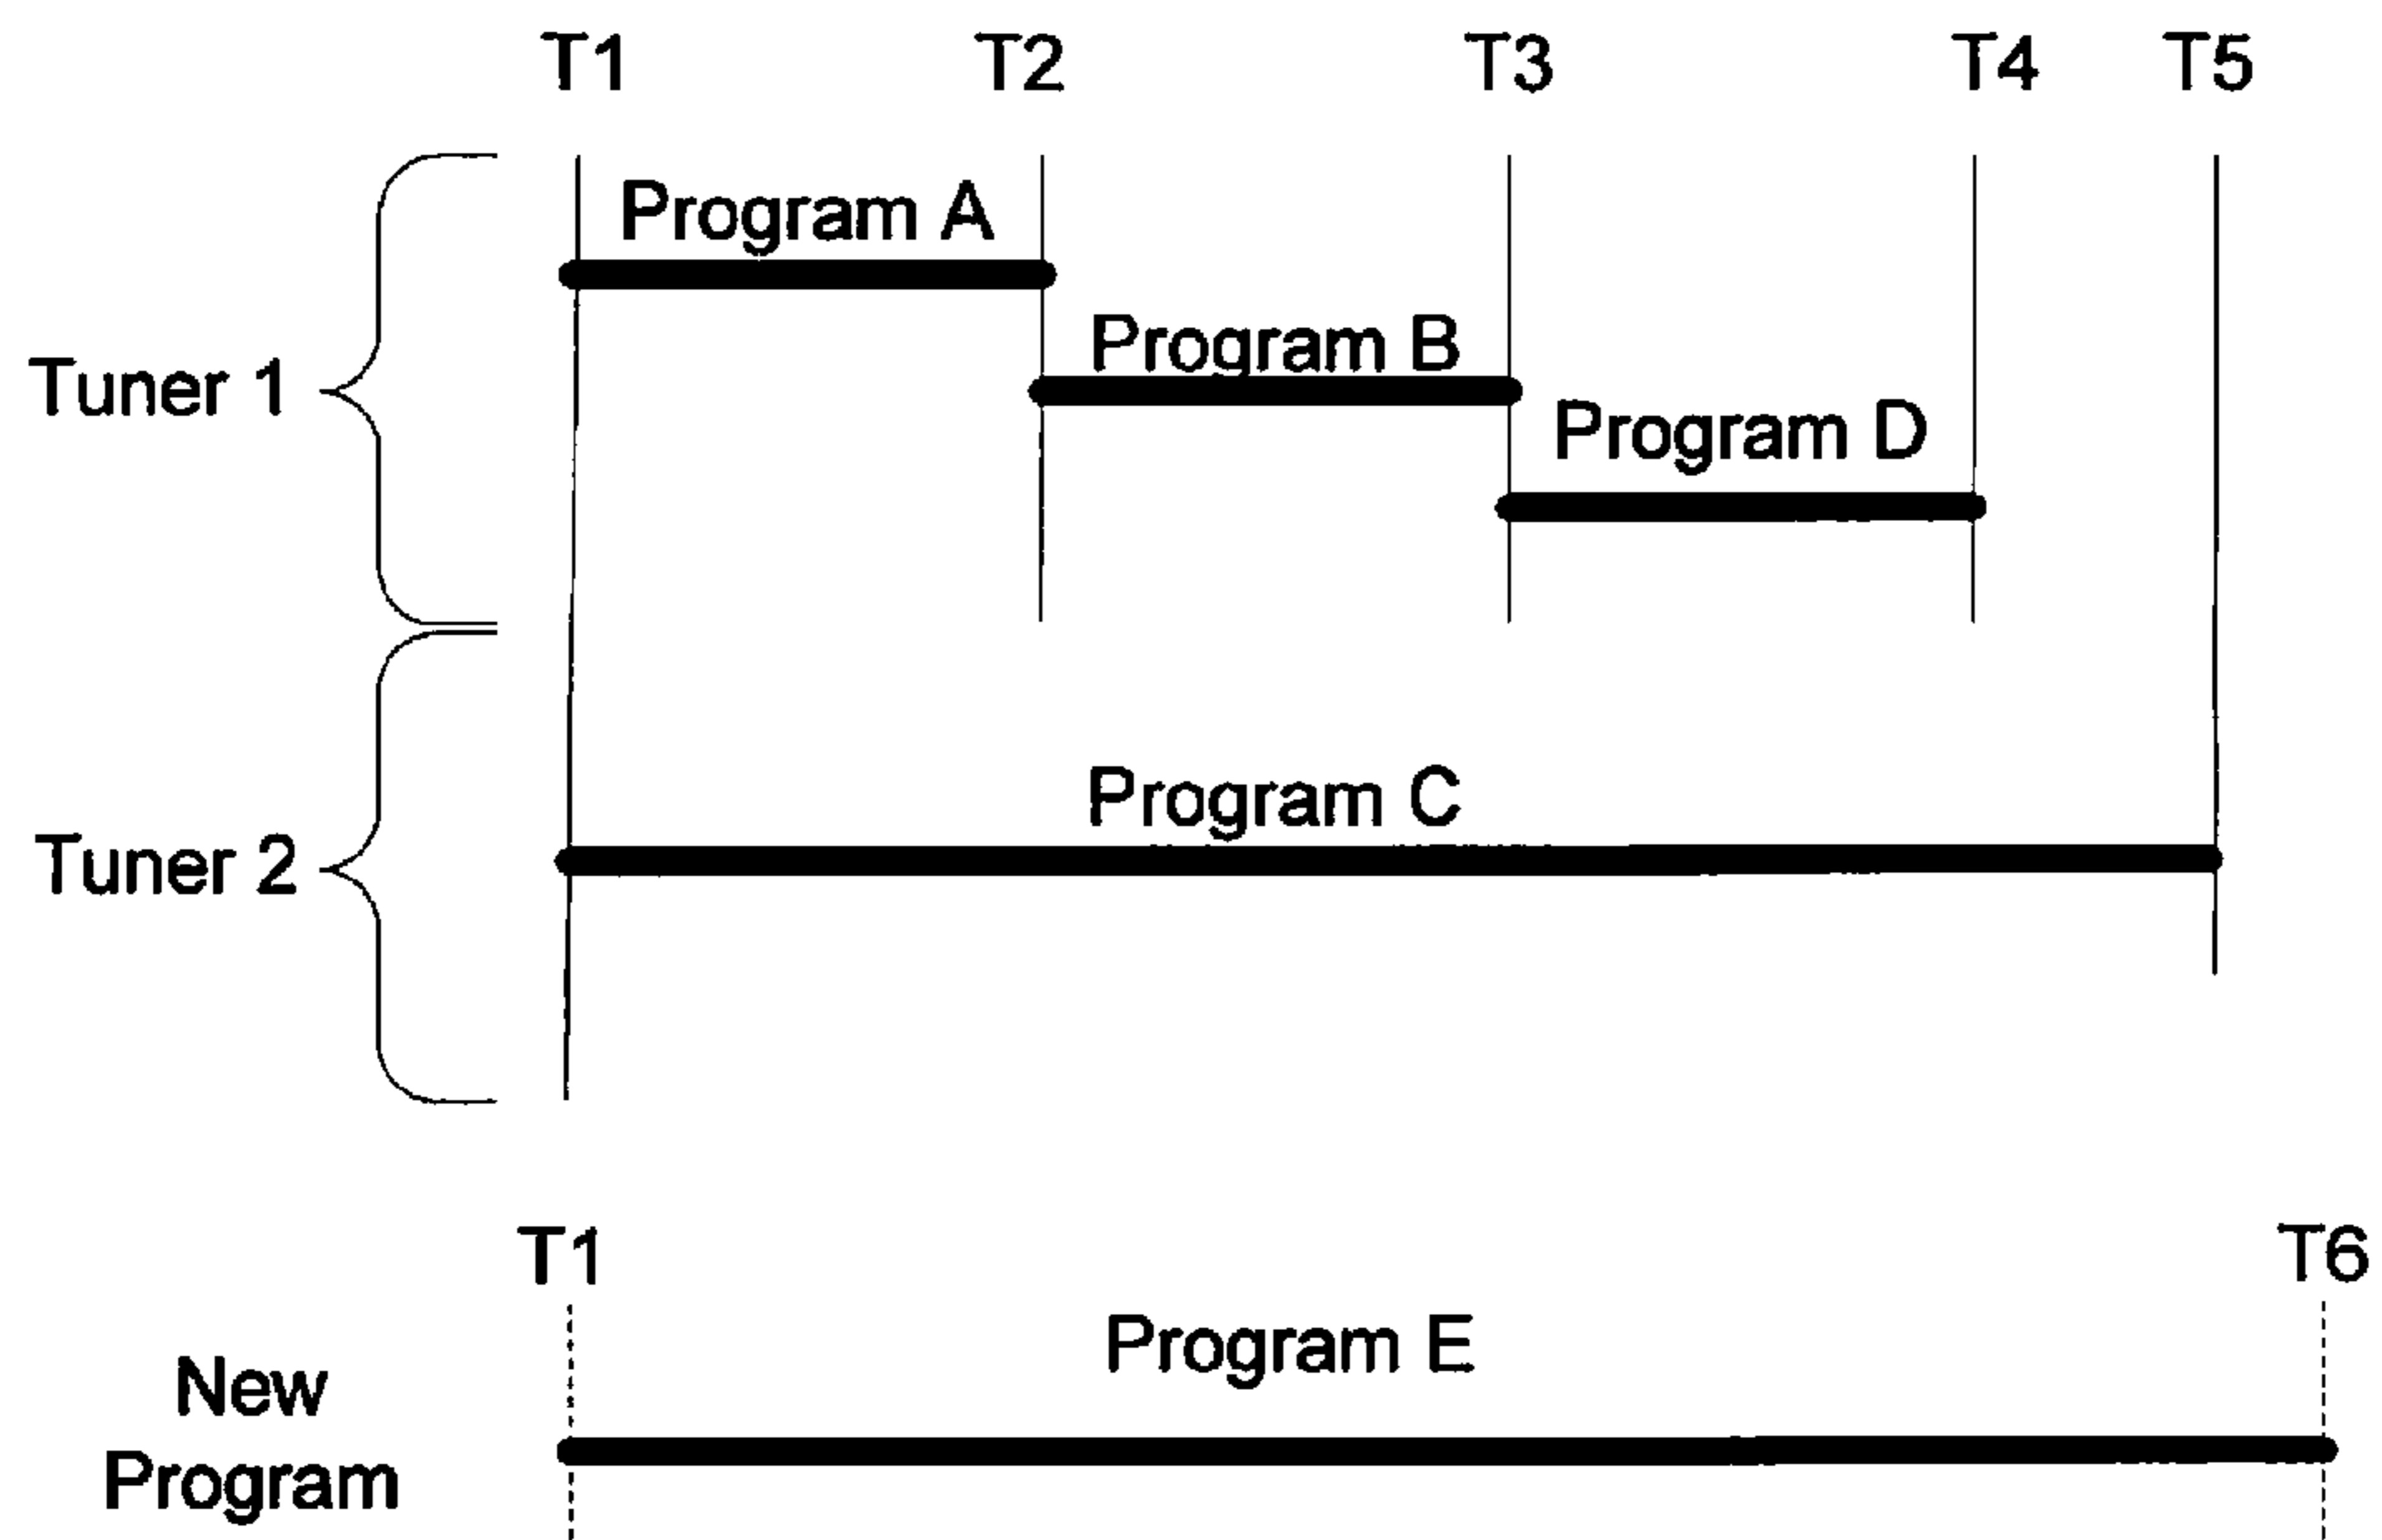 T1 T2 T3 T4 T5
Program A
Program B
Tuner 1
Program D
Program C
Tuner 2
T1 T6
Program E
New
Program